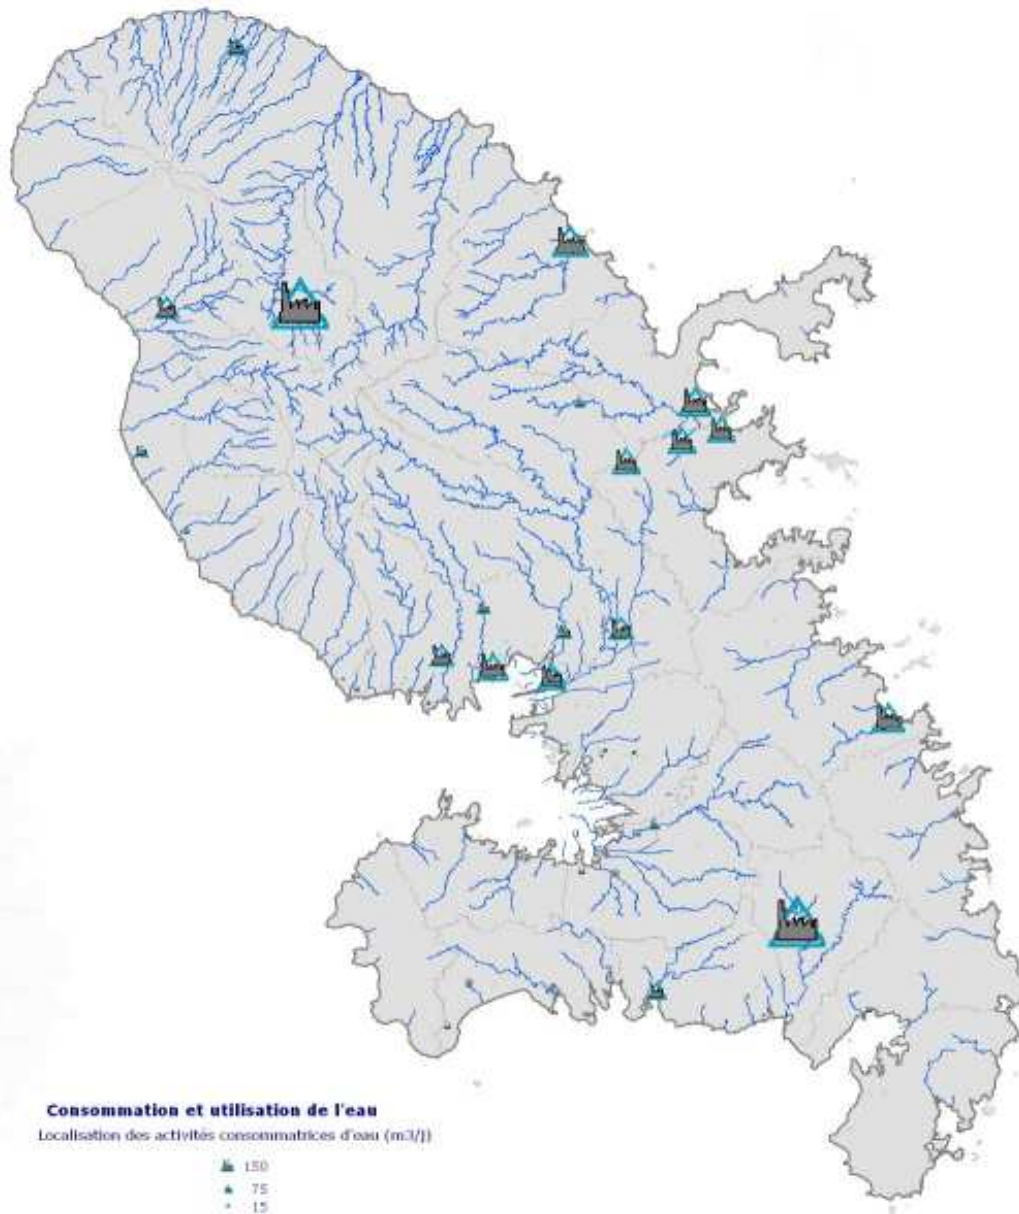 Consommation et utilisation de l'eau
Localisation des activités consommatrices d'eau (m3/j)
150
75
15